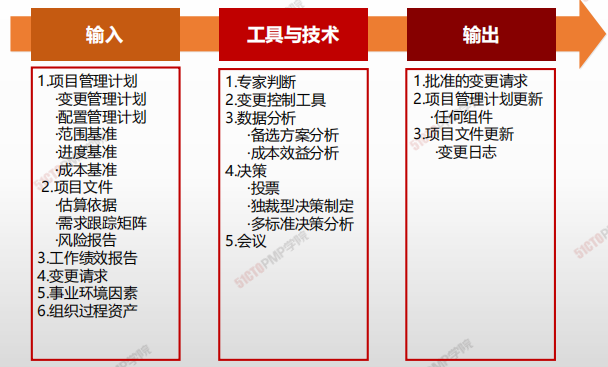 输入
1.项目管理计划
·变更管理计划
·配置管理计划
·范围基准
·进度基准
·成本基准
2.项目文件
·估算依据
·需求跟踪矩阵
·风险报告
3.工作绩效报告
4.变更请求
5.事业环境因素
6.组织过程资产
工具与技术
1.专家判断
2.变更控制工具
3.数据分析
·备选方案分析
·成本效益分析
4.决策
·投票
·独裁型决策制定
·多标准决策分析
5.会议
输出
1.批准的变更请求
2.项目管理计划更新
·任何组件
3.项目文件更新
·变更日志
51CTOPMP学院